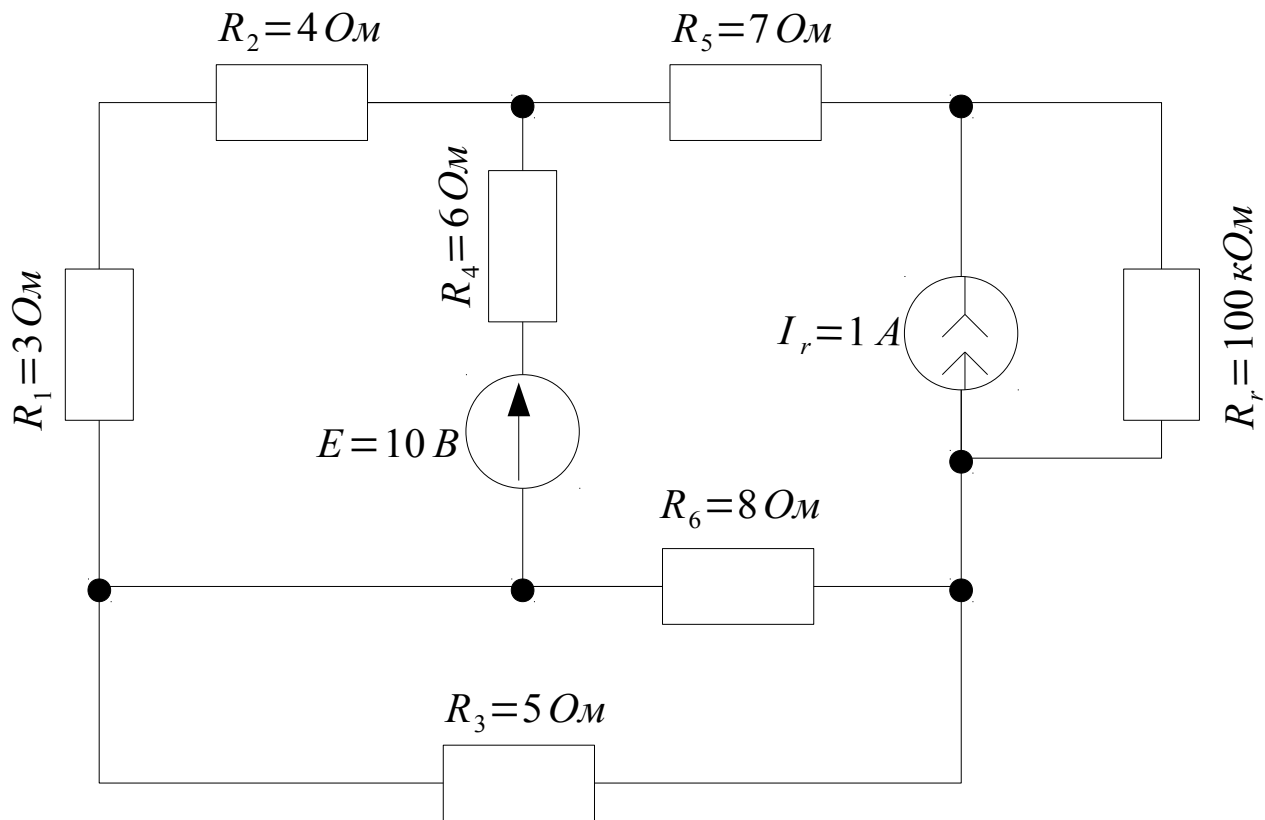 R₂=4 Ом
R₅=7 Ом
R₄=6 Ом
R₁=3 Ом
I_r=1 А
R_r=100 кОм
E=10 В
R₆=8 Ом
R₃=5 Ом